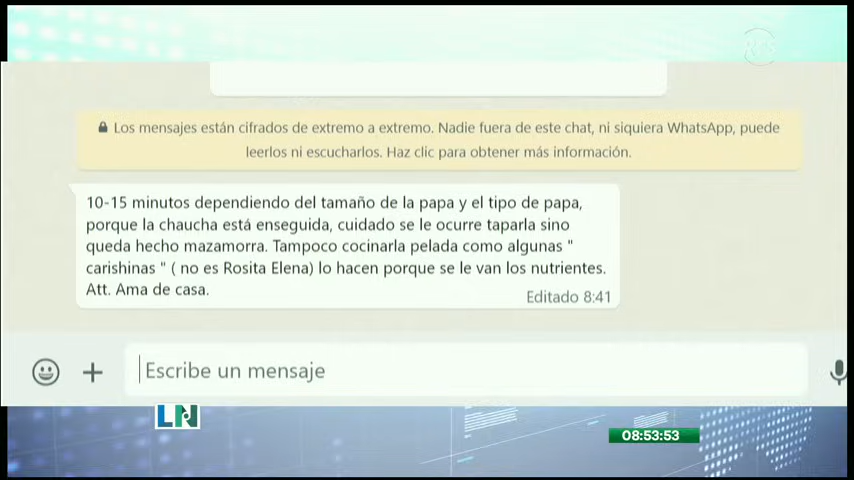 RTS
Los mensajes están cifrados de extremo a extremo. Nadie fuera de este chat, ni siquiera WhatsApp, puede
leerlos ni escucharlos. Haz clic para obtener más información.
10-15 minutos dependiendo del tamaño de la papa y el tipo de papa,
porque la chaucha está enseguida, cuidado se le ocurre taparla sino
queda hecho mazamorra. Tampoco cocinarla pelada como algunas "
carishinas " ( no es Rosita Elena) lo hacen porque se le van los nutrientes.
Att. Ama de casa.
Editado 8:41
Escribe un mensaje
LN
08:53:53